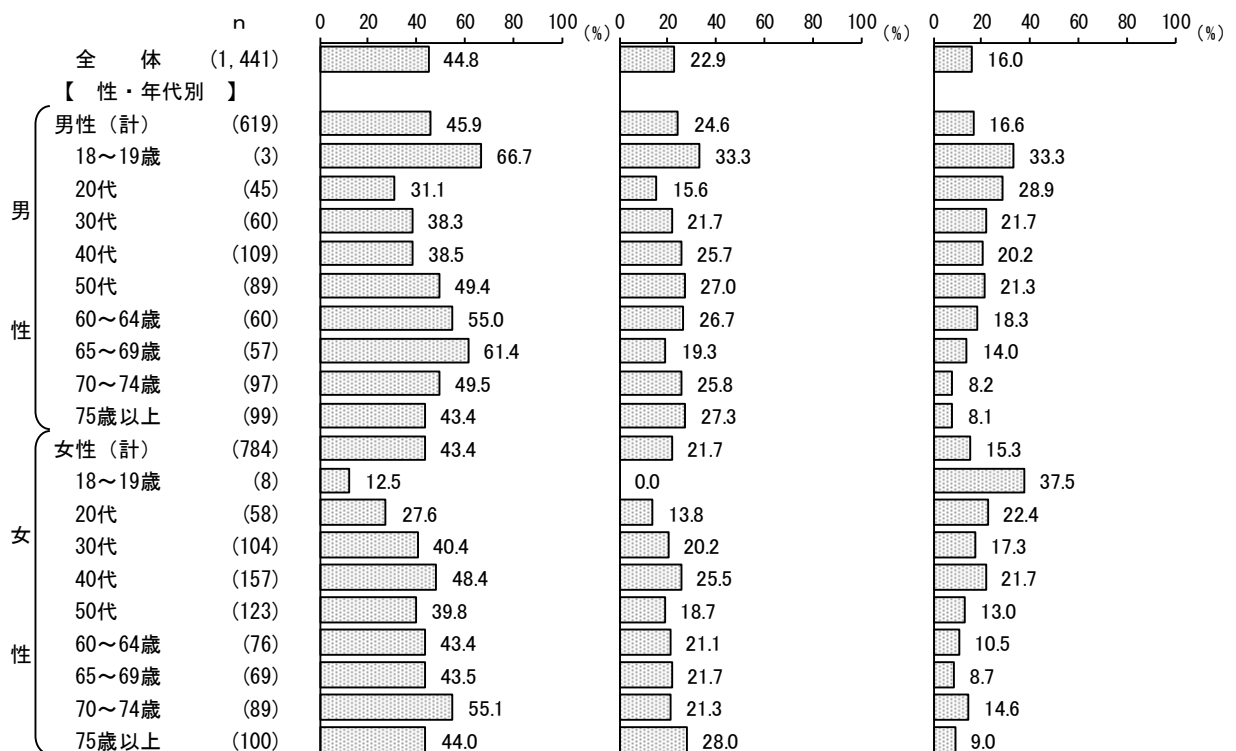 n 0 20 40 60 80 100 (%) 0 20 40 60 80 100 (%) 0 20 40 60 80 100 (%)
全 体 (1,441) 44.8 22.9 16.0
【 性・年代別 】
男性（計） (619) 45.9 24.6 16.6
18～19歳 (3) 66.7 33.3 33.3
20代 (45) 31.1 15.6 28.9
30代 (60) 38.3 21.7 21.7
40代 (109) 38.5 25.7 20.2
50代 (89) 49.4 27.0 21.3
60～64歳 (60) 55.0 26.7 18.3
65～69歳 (57) 61.4 19.3 14.0
70～74歳 (97) 49.5 25.8 8.2
75歳以上 (99) 43.4 27.3 8.1
男性
女性（計） (784) 43.4 21.7 15.3
18～19歳 (8) 12.5 0.0 37.5
20代 (58) 27.6 13.8 22.4
30代 (104) 40.4 20.2 17.3
40代 (157) 48.4 25.5 21.7
50代 (123) 39.8 18.7 13.0
60～64歳 (76) 43.4 21.1 10.5
65～69歳 (69) 43.5 21.7 8.7
70～74歳 (89) 55.1 21.3 14.6
75歳以上 (100) 44.0 28.0 9.0
女性